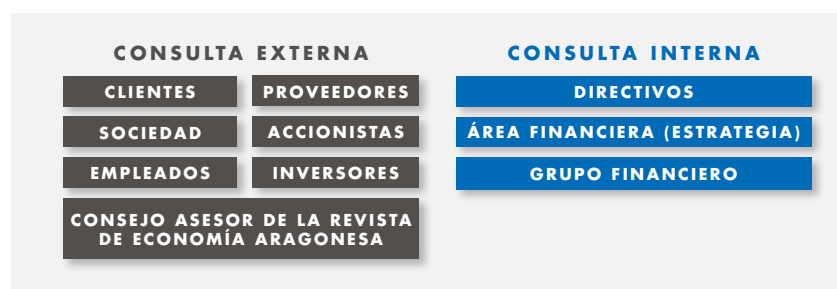 CONSULTA EXTERNA
CLIENTES
PROVEEDORES
SOCIEDAD
ACCIONISTAS
EMPLEADOS
INVERSORES
CONSEJO ASESOR DE LA REVISTA
DE ECONOMÍA ARAGONESA
CONSULTA INTERNA
DIRECTIVOS
ÁREA FINANCIERA (ESTRATEGIA)
GRUPO FINANCIERO